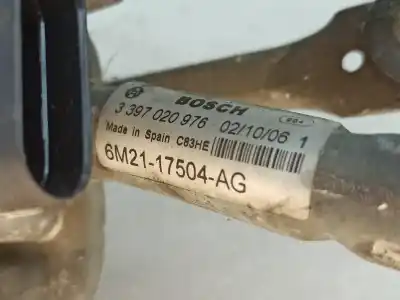 BOSCH
3 397 020 976 02/10/06 1
Made in Spain C83HE
6M21-17504-AG